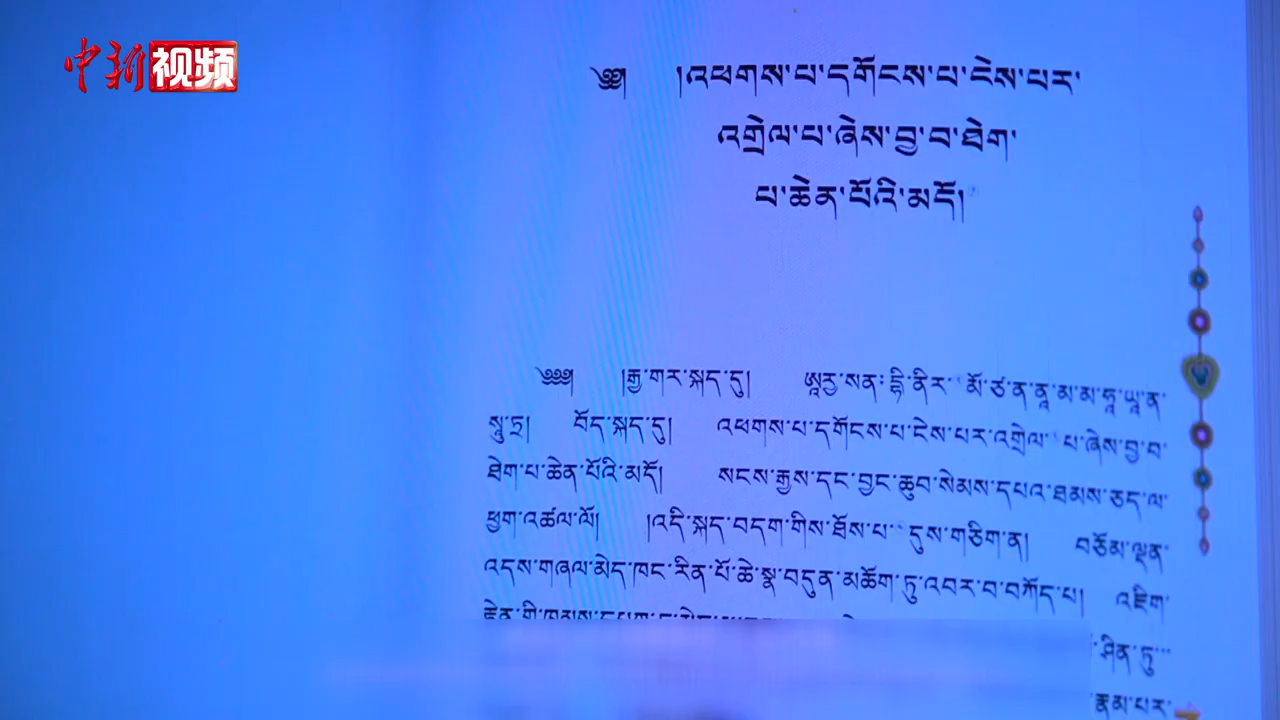 中新视频
༄༅། །འཕགས་པ་དགོངས་པ་ངེས་པར་
འགྲེལ་པ་ཞེས་བྱ་བ་ཐེག་
པ་ཆེན་པོའི་མདོ།
༄༅༅། །རྒྱ་གར་སྐད་དུ། ཨཱརྱ་སན་དྷི་ནིར་མོ་ཙ་ན་ནཱ་མ་མ་ཧཱ་ཡཱ་ན་
སཱུ་ཏྲ། བོད་སྐད་དུ། འཕགས་པ་དགོངས་པ་ངེས་པར་འགྲེལ་པ་ཞེས་བྱ་བ་
ཐེག་པ་ཆེན་པོའི་མདོ། སངས་རྒྱས་དང་བྱང་ཆུབ་སེམས་དཔའ་ཐམས་ཅད་ལ་
ཕྱག་འཚལ་ལོ། །འདི་སྐད་བདག་གིས་ཐོས་པ་དུས་གཅིག་ན། བཅོམ་ལྡན་
འདས་གཞལ་མེད་ཁང་རིན་པོ་ཆེ་སྣ་བདུན་མཆོག་ཏུ་འབར་བ་བཀོད་པ། འཇིག་
ཤིན་ཏུ་
རྣམ་པར་